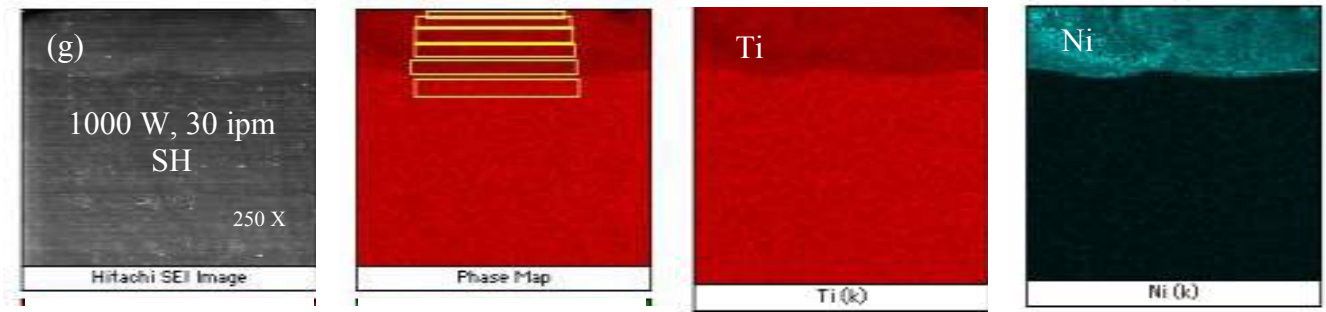 (g)
1000 W, 30 ipm
SH
250 X
Hitachi SEI Image
Phase Map
Ti
Ti (k)
Ni
Ni (k)